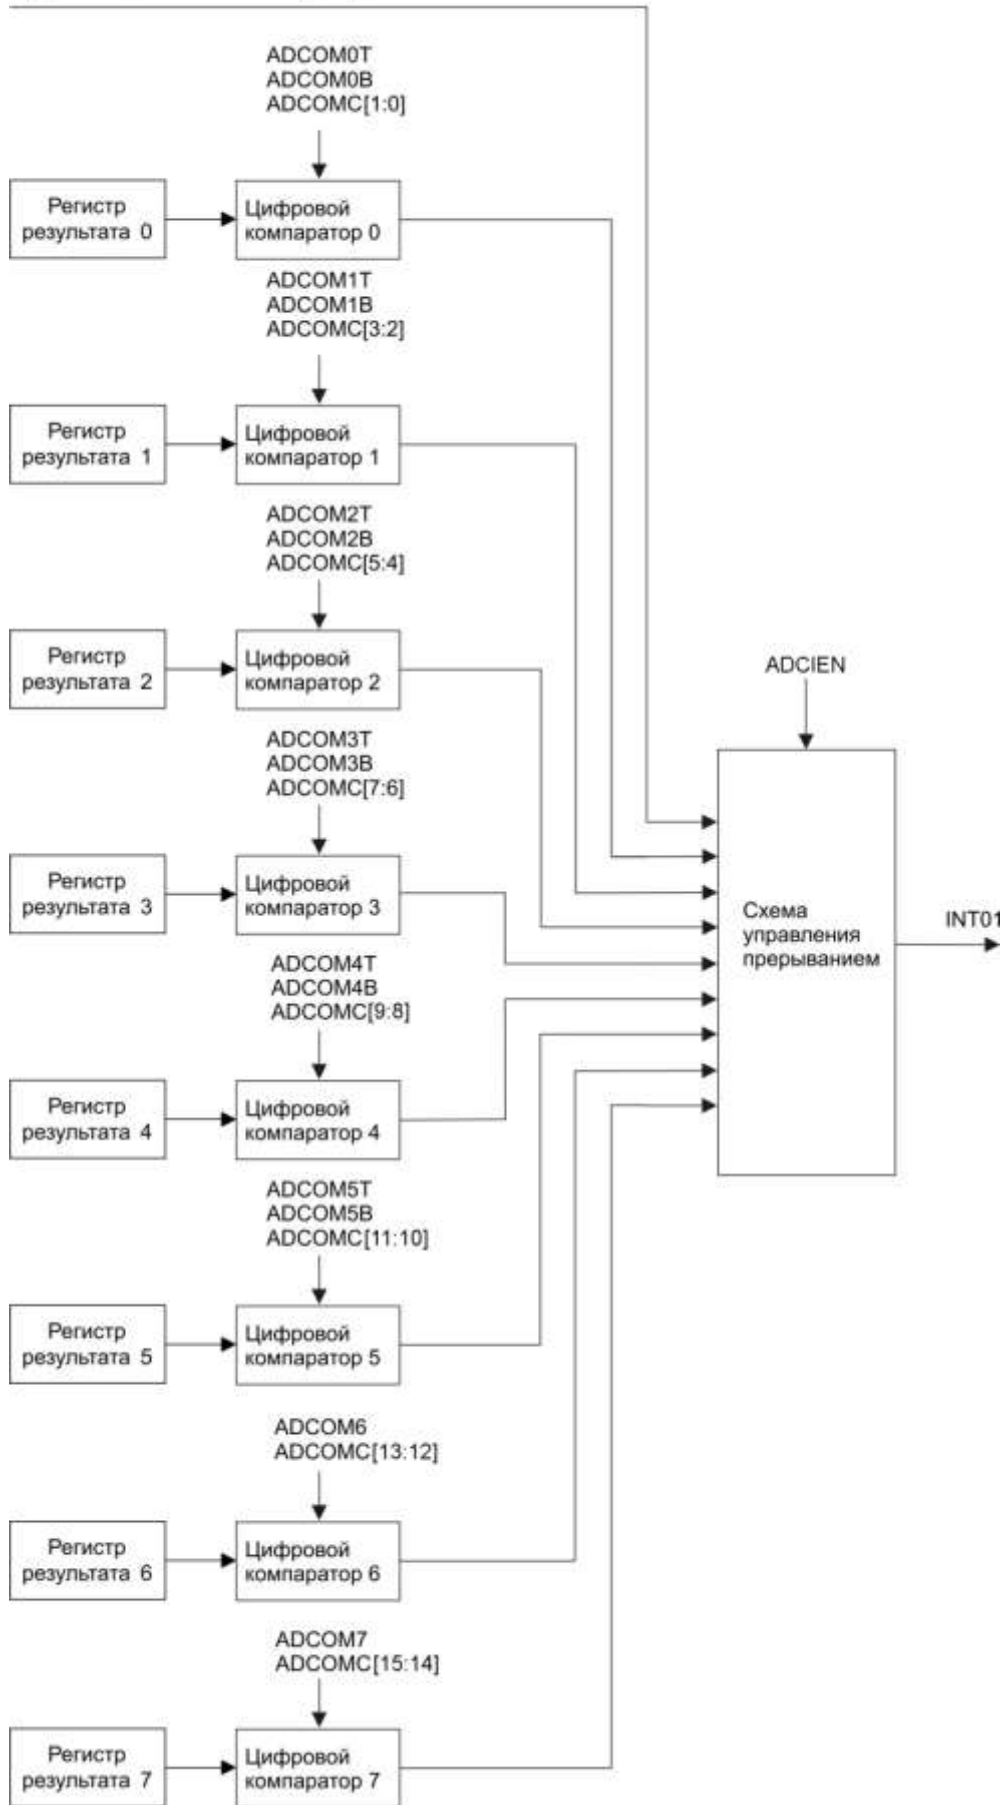 ADCOM0T
ADCOM0B
ADCOMC[1:0]
Регистр
результата 0
Цифровой
компаратор 0
ADCOM1T
ADCOM1B
ADCOMC[3:2]
Регистр
результата 1
Цифровой
компаратор 1
ADCOM2T
ADCOM2B
ADCOMC[5:4]
Регистр
результата 2
Цифровой
компаратор 2
ADCIEN
ADCOM3T
ADCOM3B
ADCOMC[7:6]
Регистр
результата 3
Цифровой
компаратор 3
Схема
управления
прерыванием
INT01
ADCOM4T
ADCOM4B
ADCOMC[9:8]
Регистр
результата 4
Цифровой
компаратор 4
ADCOM5T
ADCOM5B
ADCOMC[11:10]
Регистр
результата 5
Цифровой
компаратор 5
ADCOM6
ADCOMC[13:12]
Регистр
результата 6
Цифровой
компаратор 6
ADCOM7
ADCOMC[15:14]
Регистр
результата 7
Цифровой
компаратор 7